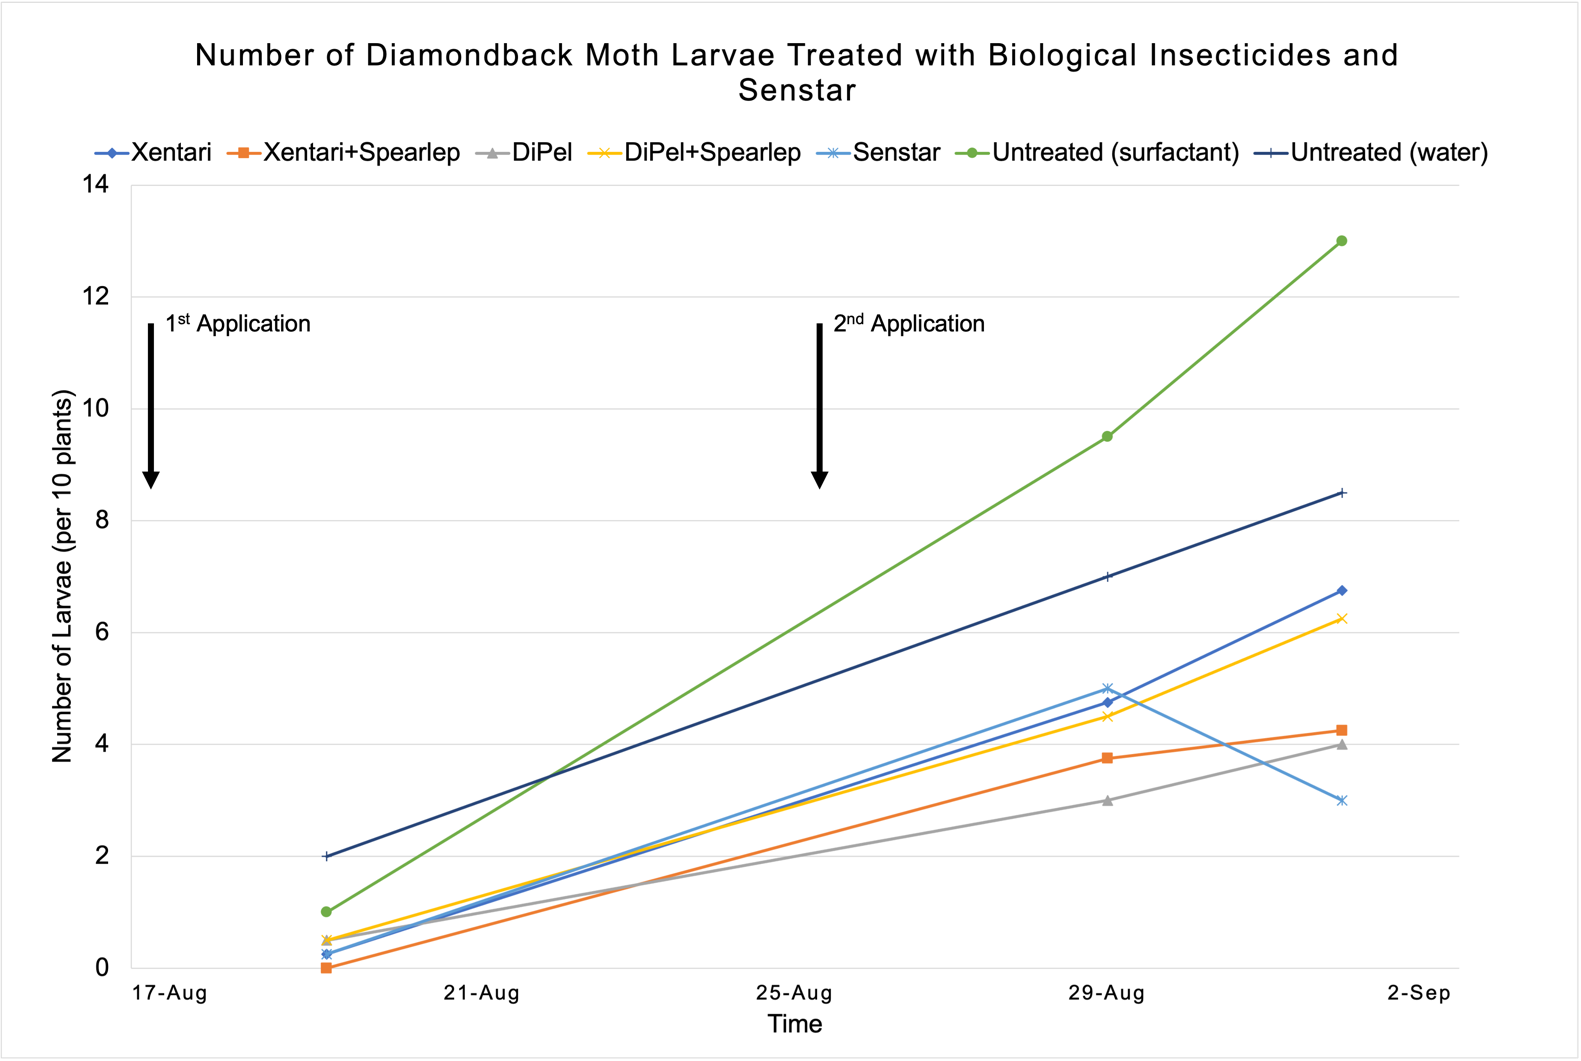 Number of Diamondback Moth Larvae Treated with Biological Insecticides and
Senstar
Xentari Xentari+Spearlep DiPel DiPel+Spearlep Senstar Untreated (surfactant) Untreated (water)
14
12
1st Application 2nd Application
10
8
6
4
2
0
Number of Larvae (per 10 plants)
17-Aug 21-Aug 25-Aug 29-Aug 2-Sep
Time